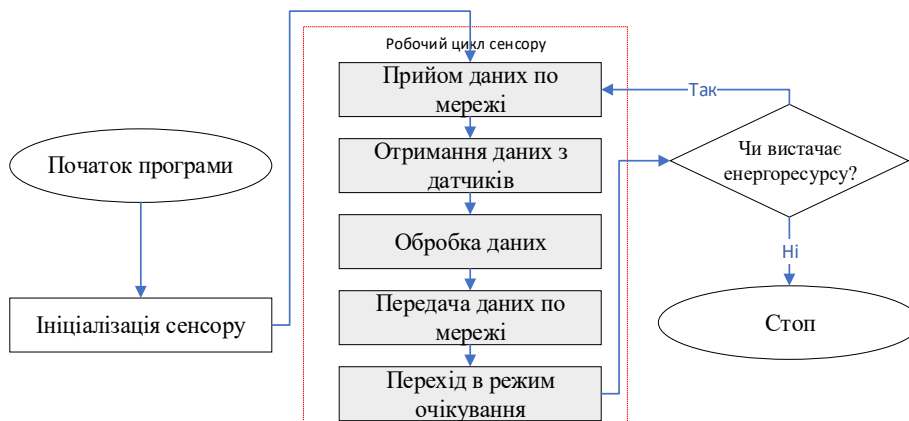 Робочий цикл сенсору
Прийом даних по
мережі
Так
Початок програми
Отримання даних з
датчиків
Чи вистачає
енергоресурсу?
Обробка даних
Ні
Ініціалізація сенсору
Передача даних по
мережі
Стоп
Перехід в режим
очікування